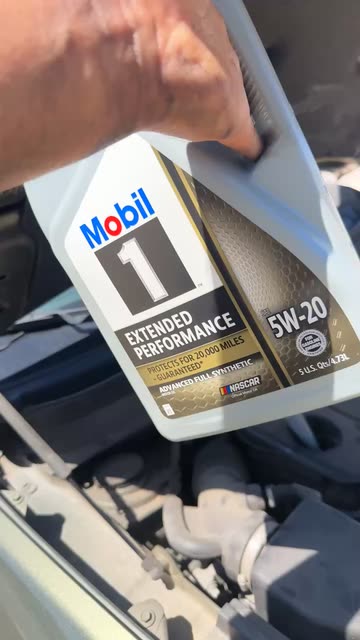 Mobil
1
EXTENDED
PERFORMANCE
PROTECTS FOR 20,000 MILES
GUARANTEED*
ADVANCED FULL SYNTHETIC
NASCAR
5W-20
5 U.S. Qts/4.73L